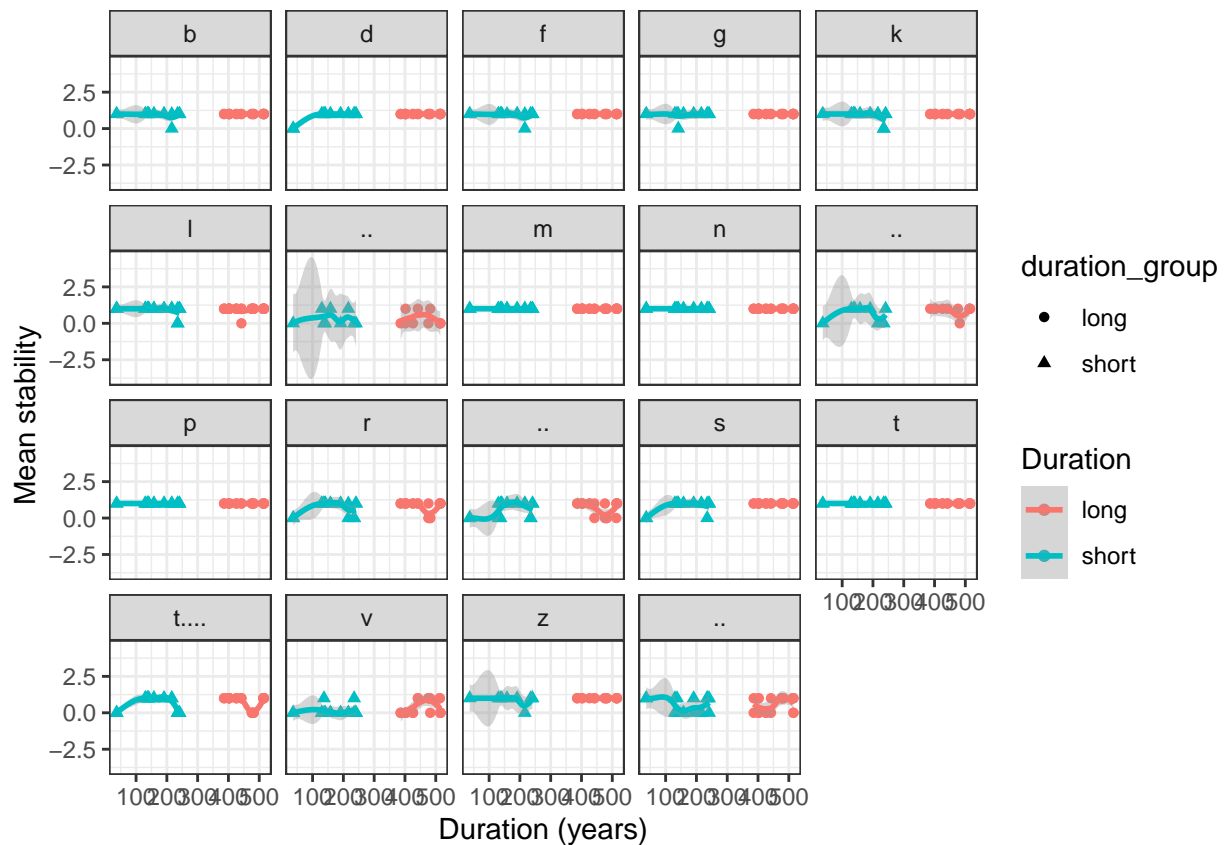 b d f g k
2.5
0.0
−2.5
l .. m n ..
2.5
0.0
−2.5
p r .. s t
2.5
0.0
−2.5
100 200 300 400 500
t.... v z ..
2.5
0.0
−2.5
100 200 300 400 500 100 200 300 400 500 100 200 300 400 500 100 200 300 400 500
Duration (years)
Mean stability
duration_group
long
short
Duration
long
short